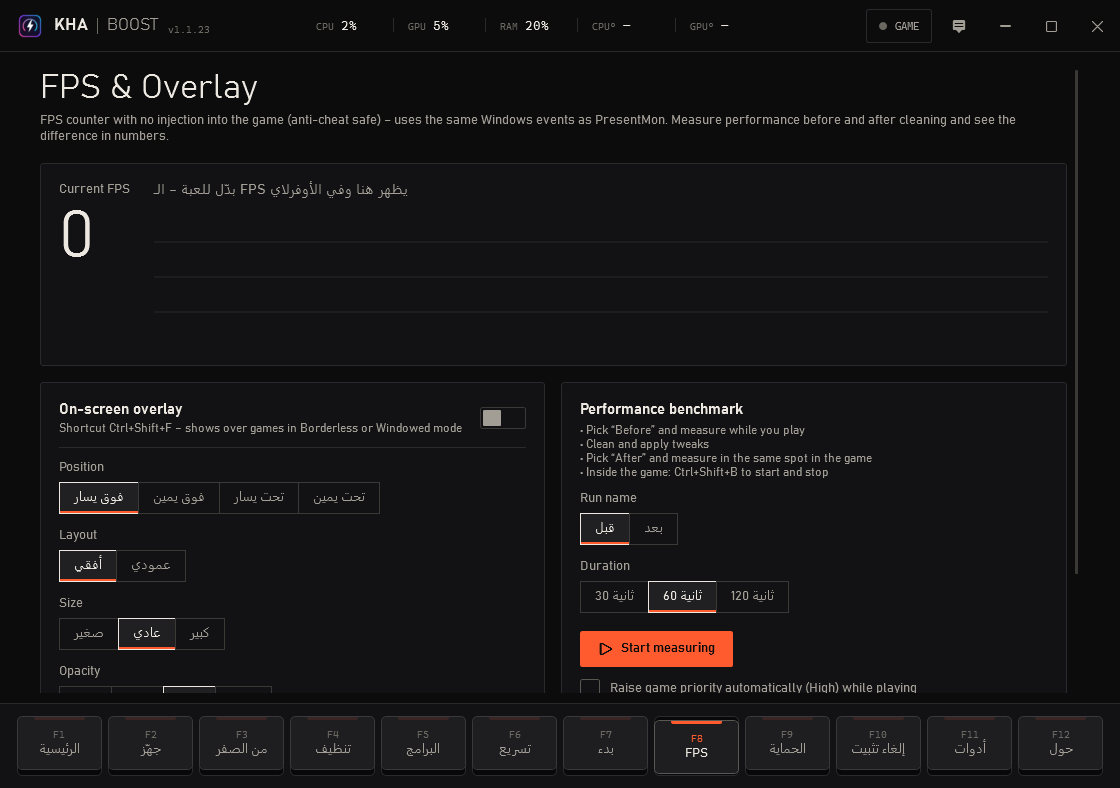 KHA | BOOST v1.1.23
CPU 2%
GPU 5%
RAM 20%
CPU° –
GPU° –
GAME
FPS & Overlay
FPS counter with no injection into the game (anti-cheat safe) – uses the same Windows events as PresentMon. Measure performance before and after cleaning and see the
difference in numbers.
Current FPS
يظهر هنا وفي الأوفرلاي FPS بدّل للعبة – الـ
0
On-screen overlay
Shortcut Ctrl+Shift+F – shows over games in Borderless or Windowed mode
Position
فوق يسار
فوق يمين
تحت يسار
تحت يمين
Layout
أفقي
عمودي
Size
صغير
عادي
كبير
Opacity
Performance benchmark
• Pick “Before” and measure while you play
• Clean and apply tweaks
• Pick “After” and measure in the same spot in the game
• Inside the game: Ctrl+Shift+B to start and stop
Run name
قبل
بعد
Duration
30 ثانية
60 ثانية
120 ثانية
Start measuring
Raise game priority automatically (High) while playing
F1
الرئيسية
F2
جهّز
F3
من الصفر
F4
تنظيف
F5
البرامج
F6
تسريع
F7
بدء
F8
FPS
F9
الحماية
F10
إلغاء تثبيت
F11
أدوات
F12
حول